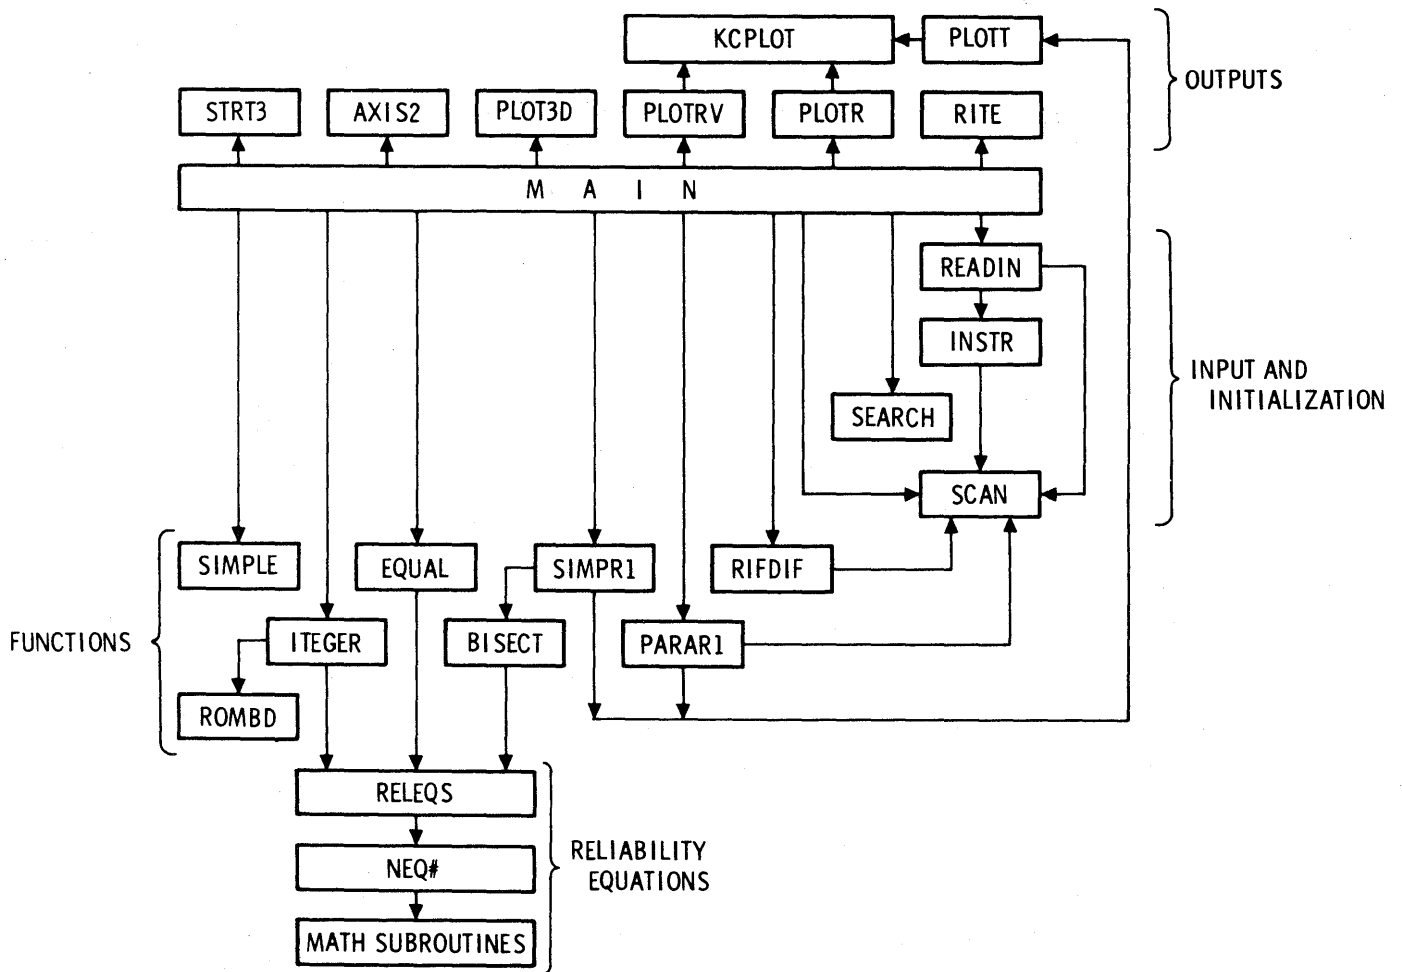 KCPLOT
PLOTT
OUTPUTS
STRT3
AXIS2
PLOT3D
PLOTRV
PLOTR
RITE
M A I N
READIN
INSTR
INPUT AND
INITIALIZATION
SEARCH
SCAN
SIMPLE
EQUAL
SIMPR1
RIFDIF
FUNCTIONS
ITEGER
BISECT
PARAR1
ROMBD
RELEQS
RELIABILITY
EQUATIONS
NEQ#
MATH SUBROUTINES